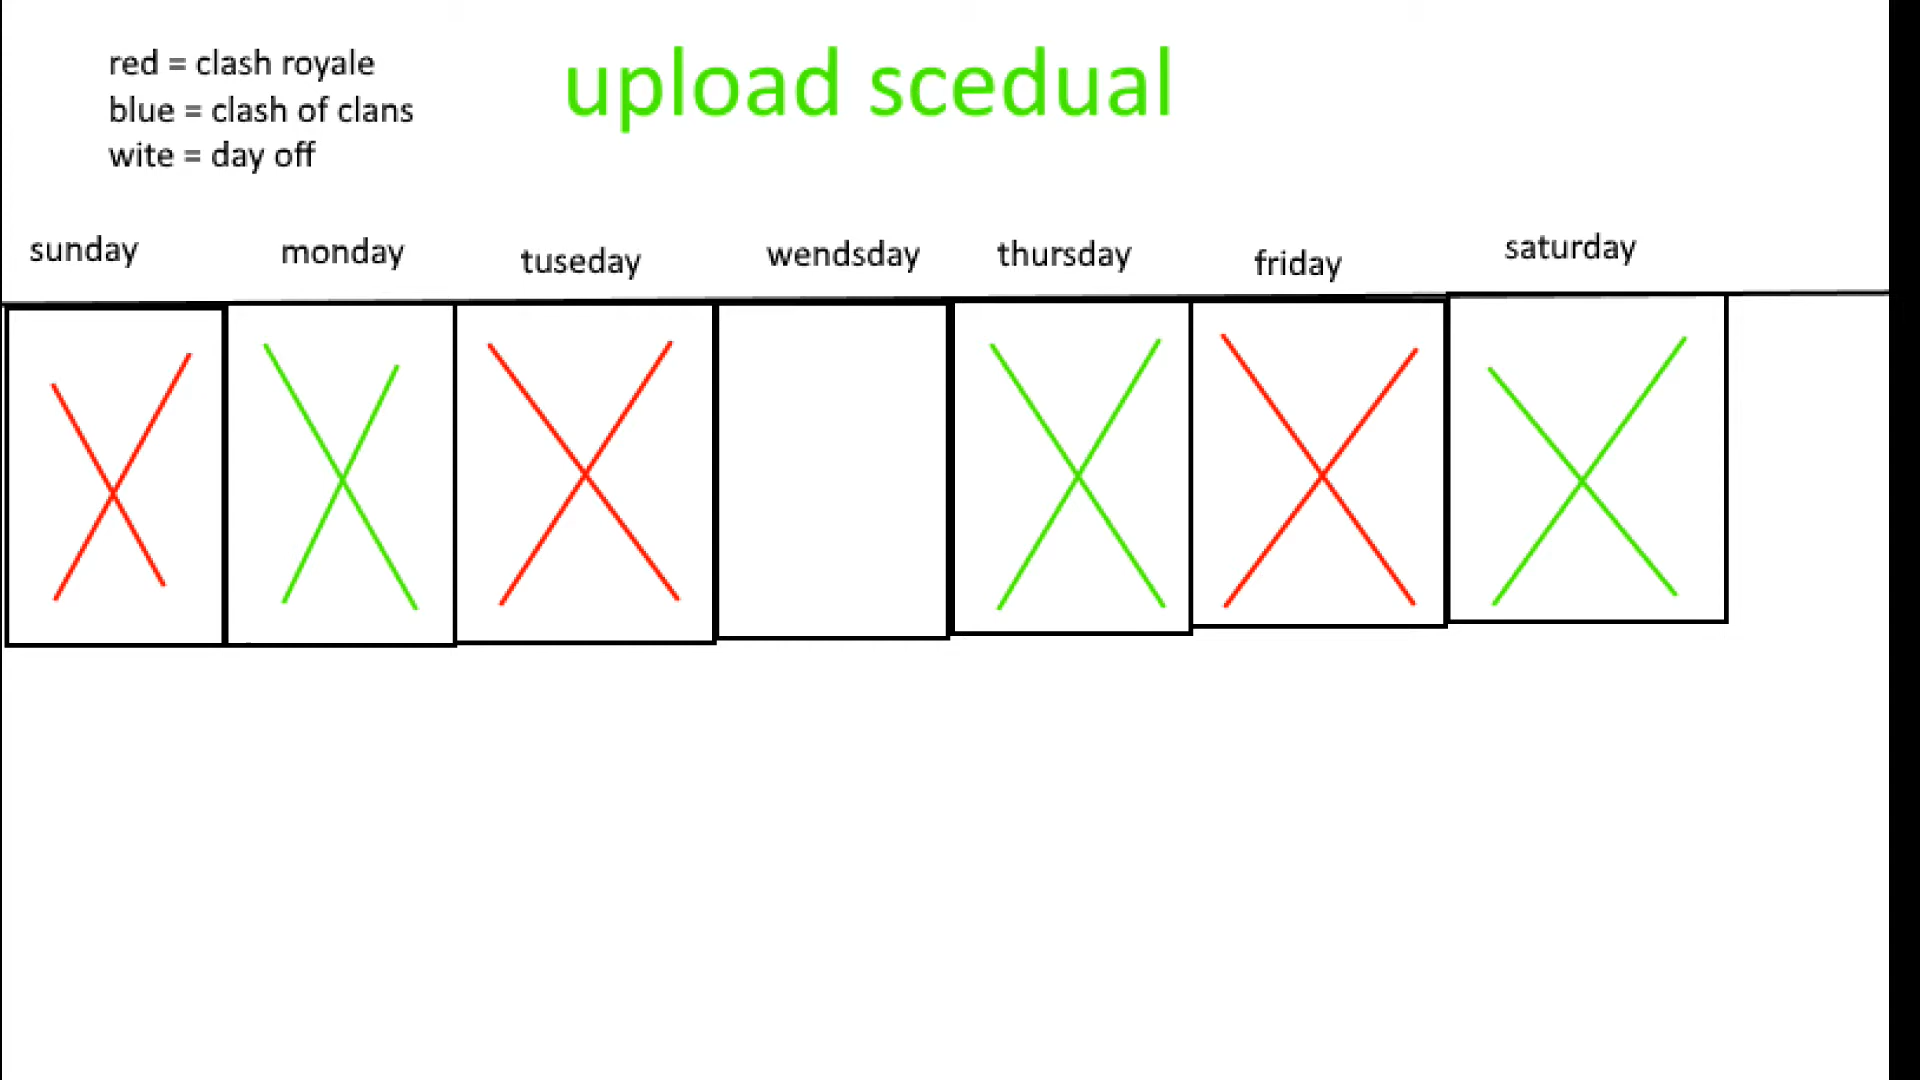 red = clash royale
blue = clash of clans
wite = day off
upload scedual
sunday
monday
tuseday
wendsday
thursday
friday
saturday